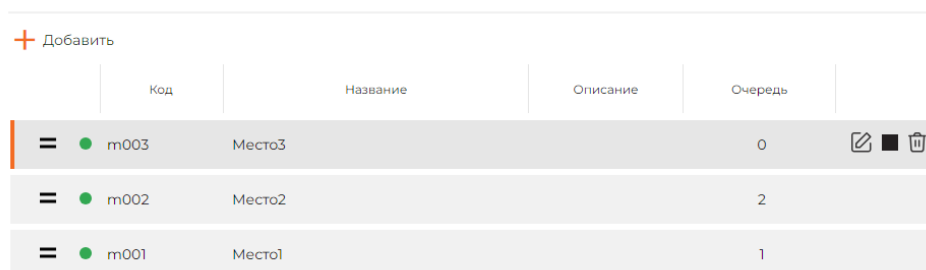 Добавить
Код Название Описание Очередь
m003 Место3 0
m002 Место2 2
m001 Место1 1